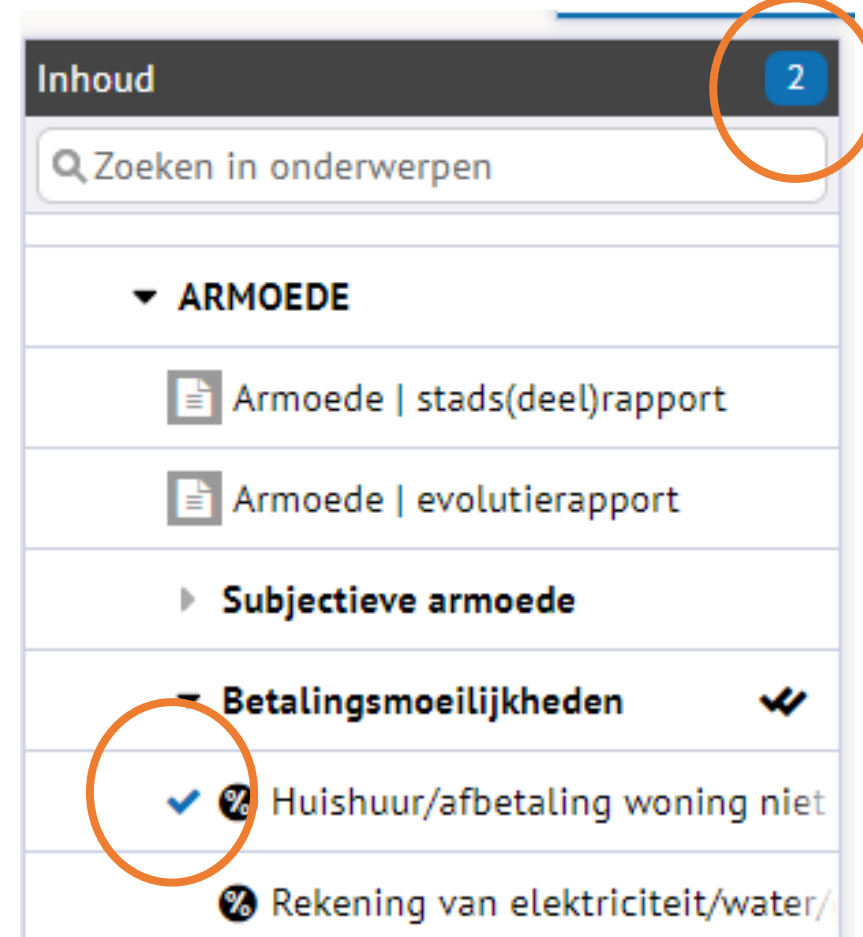 Inhoud 2
Zoeken in onderwerpen
ARMOEDE
Armoede | stads(deel)rapport
Armoede | evolutierapport
Subjectieve armoede
Betalingsmoeilijkheden
% Huishuur/afbetaling woning niet
% Rekening van elektriciteit/water/